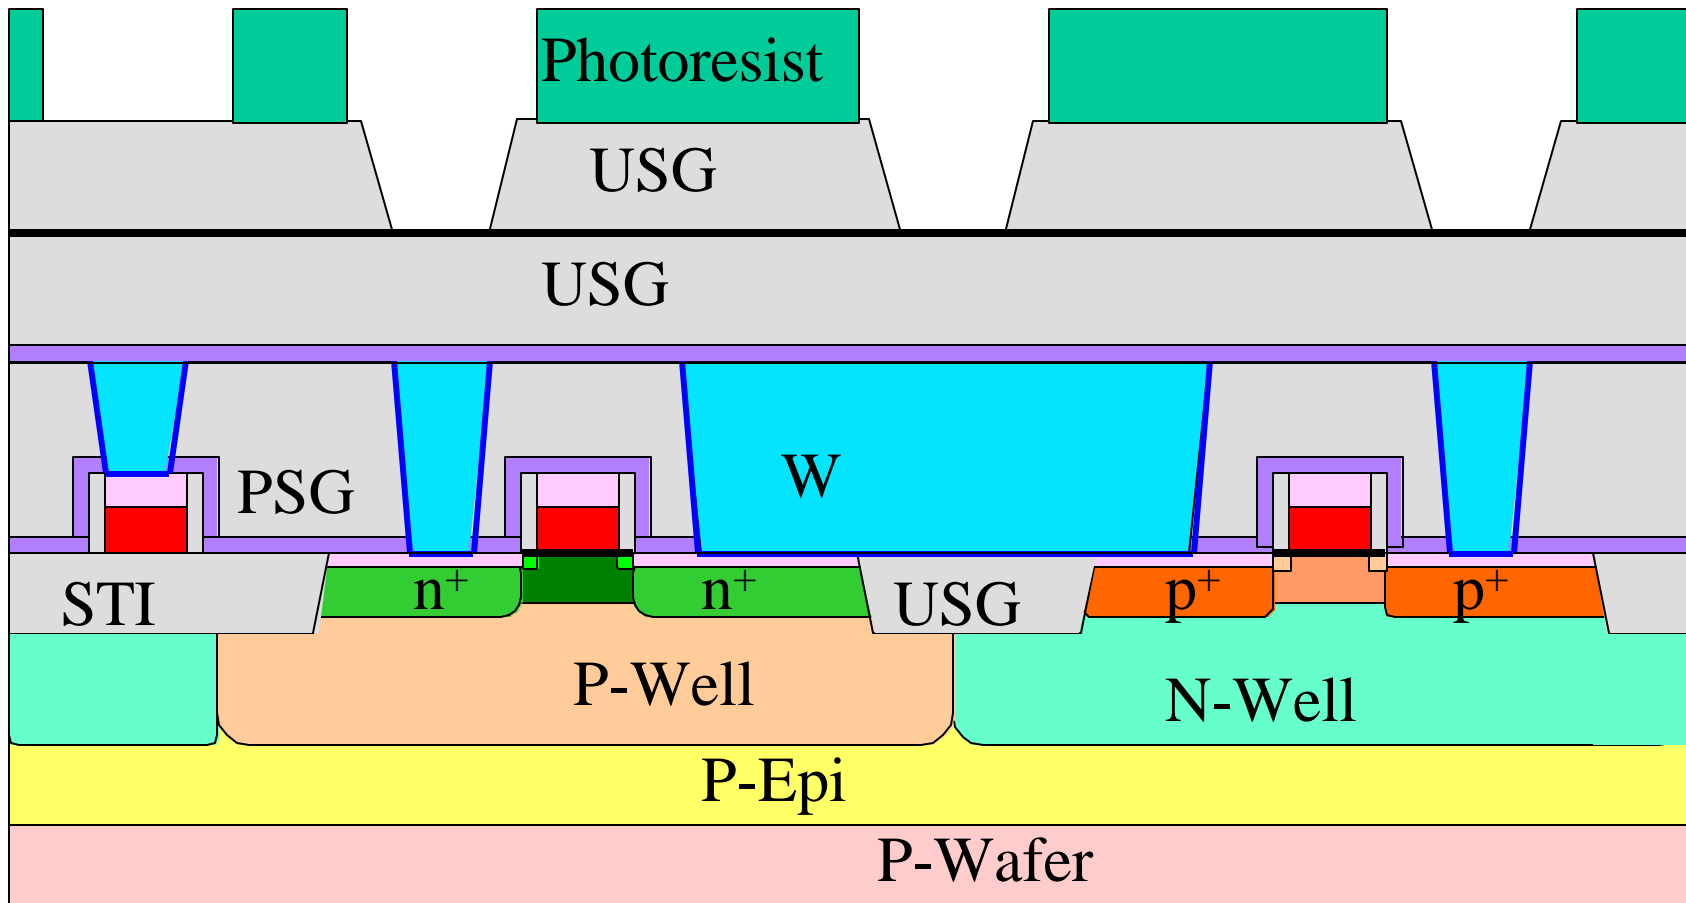 Photoresist
USG
USG
W
PSG
STI
n⁺
n⁺
USG
p⁺
p⁺
P-Well
N-Well
P-Epi
P-Wafer